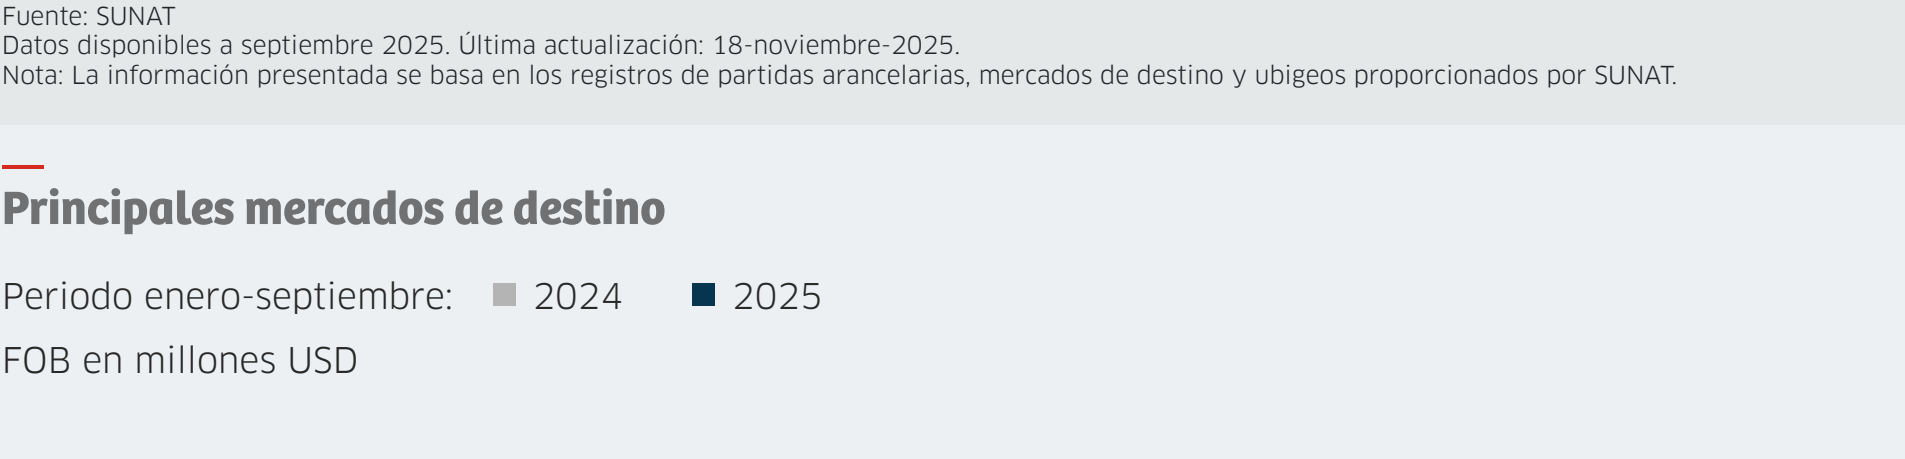 Fuente: SUNAT
Datos disponibles a septiembre 2025. Última actualización: 18-noviembre-2025.
Nota: La información presentada se basa en los registros de partidas arancelarias, mercados de destino y ubigeos proporcionados por SUNAT.
Principales mercados de destino
Periodo enero-septiembre: 2024 2025
FOB en millones USD